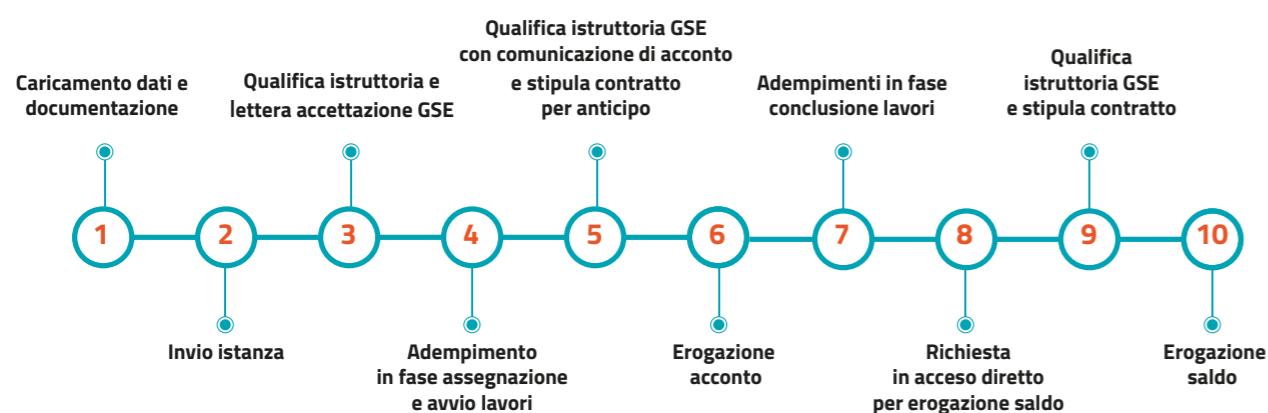 Caricamento dati e
documentazione
Qualifica istruttoria e
lettera accettazione GSE
Qualifica istruttoria GSE
con comunicazione di acconto
e stipula contratto
per anticipo
Adempimenti in fase
conclusione lavori
Qualifica
istruttoria GSE
e stipula contratto
1
2
3
4
5
6
7
8
9
10
Invio istanza
Adempimento
in fase assegnazione
e avvio lavori
Erogazione
acconto
Richiesta
in acceso diretto
per erogazione saldo
Erogazione
saldo